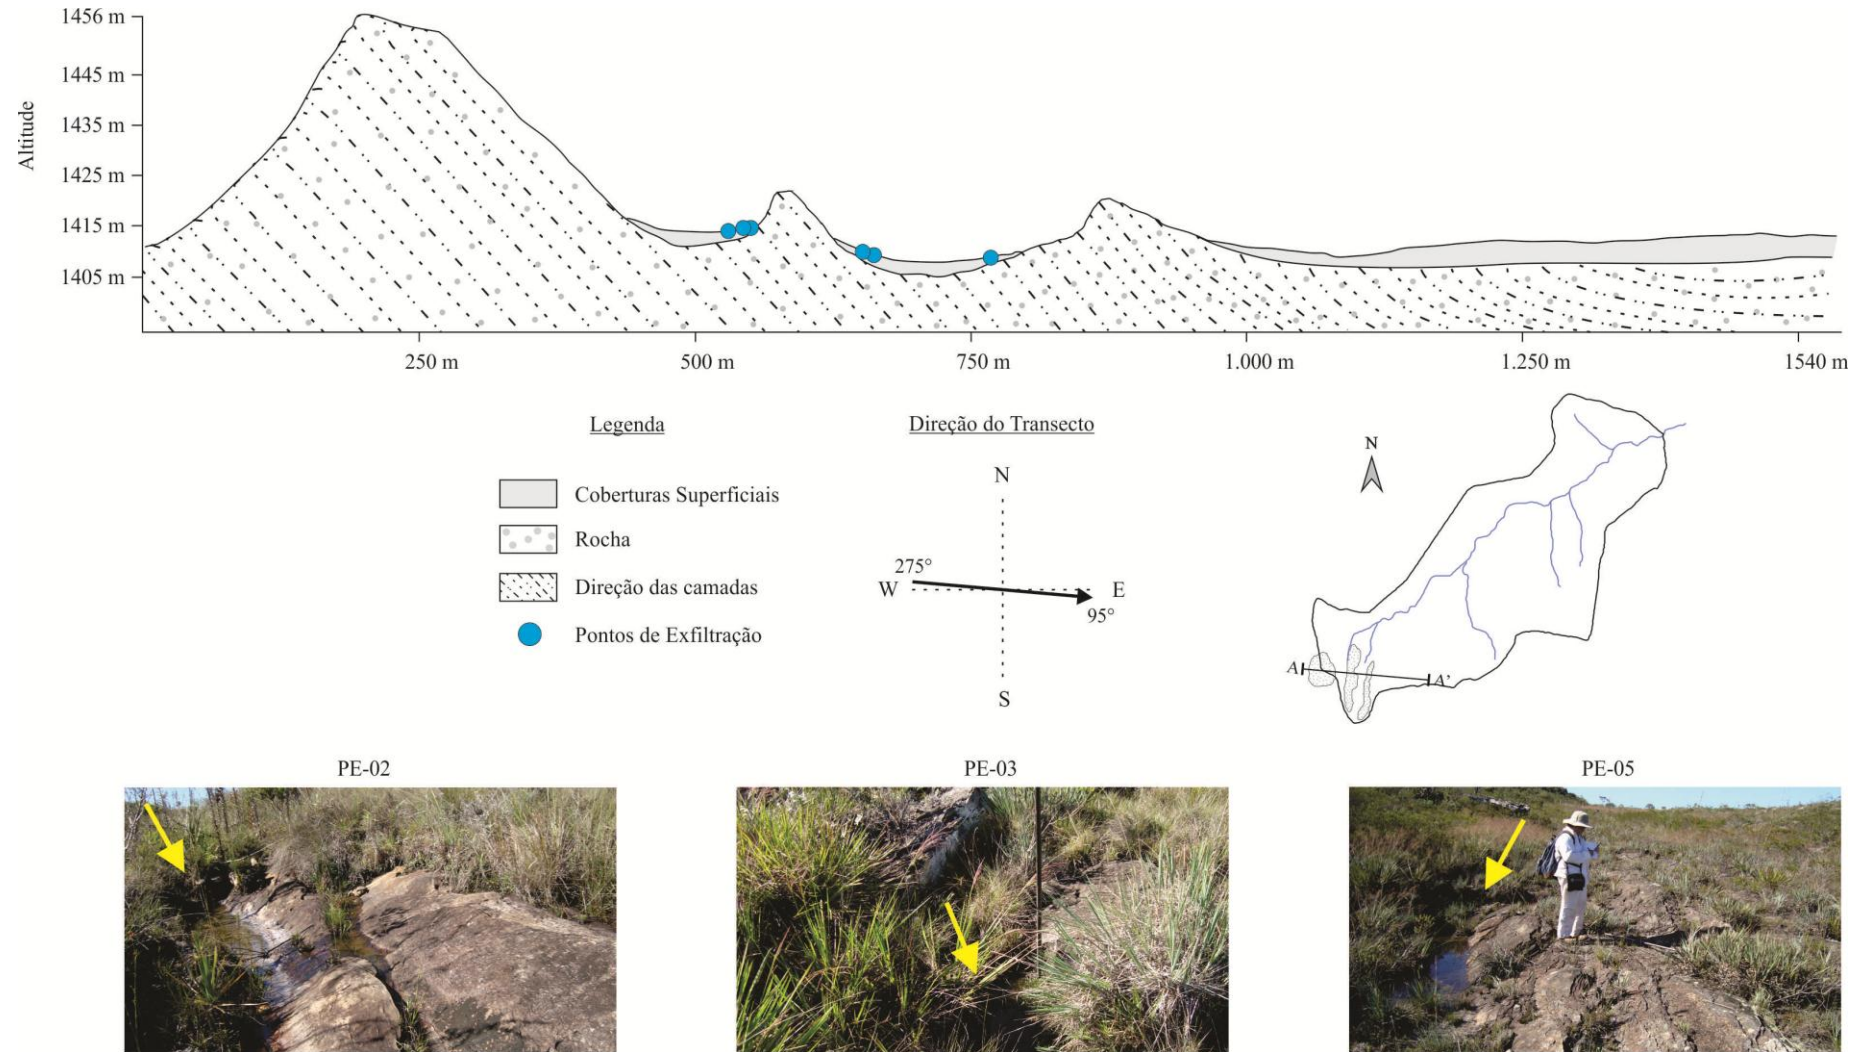 1456 m
1445 m
1435 m
1425 m
1415 m
1405 m
Altitude
250 m
500 m
750 m
1.000 m
1.250 m
1540 m
Legenda
Coberturas Superficiais
Rocha
Direção das camadas
Pontos de Exfiltração
Direção do Transecto
N
275°
W
E
95°
S
N
A
A'
PE-02
PE-03
PE-05